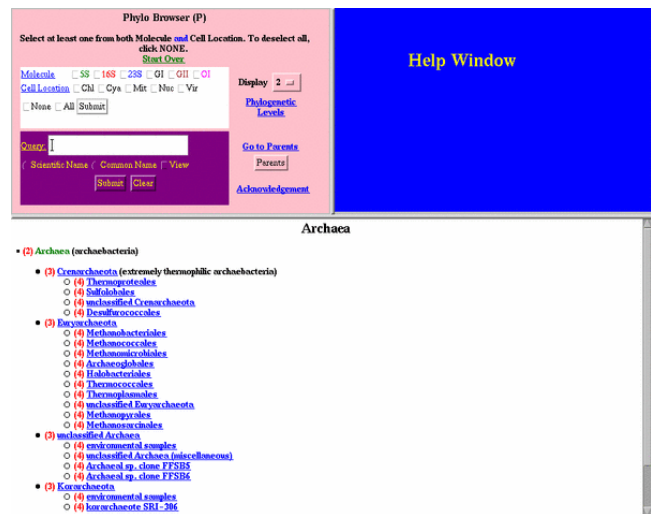 Phylo Browser (P)
Select at least one from both Molecule and Cell Location. To deselect all,
click NONE.
Start Over
Molecule 5S 16S 23S GI GII OI
Cell Location Chl Cya Mit Nuc Vir
None All Submit
Display 2
Phylogenetic
Levels
Query:
Scientific Name Common Name View
Submit Clear
Go to Parents
Parents
Acknowledgement
Help Window
Archaea
(2) Archaea (archaebacteria)
(3) Crenarchaeota (extremely thermophilic archaebacteria)
(4) Thermoproteales
(4) Sulfolobales
(4) unclassified Crenarchaeota
(4) Desulfurococcales
(3) Euryarchaeota
(4) Methanobacteriales
(4) Methanococcales
(4) Methanomicrobiales
(4) Archaeoglobales
(4) Halobacteriales
(4) Thermococcales
(4) Thermoplasmales
(4) unclassified Euryarchaeota
(4) Methanopyrales
(4) Methanosarcinales
(3) unclassified Archaea
(4) environmental samples
(4) unclassified Archaea (miscellaneous)
(4) Archaeal sp. clone FFSB5
(4) Archaeal sp. clone FFSB6
(3) Korarchaeota
(4) environmental samples
(4) korarchaeote SRI-306